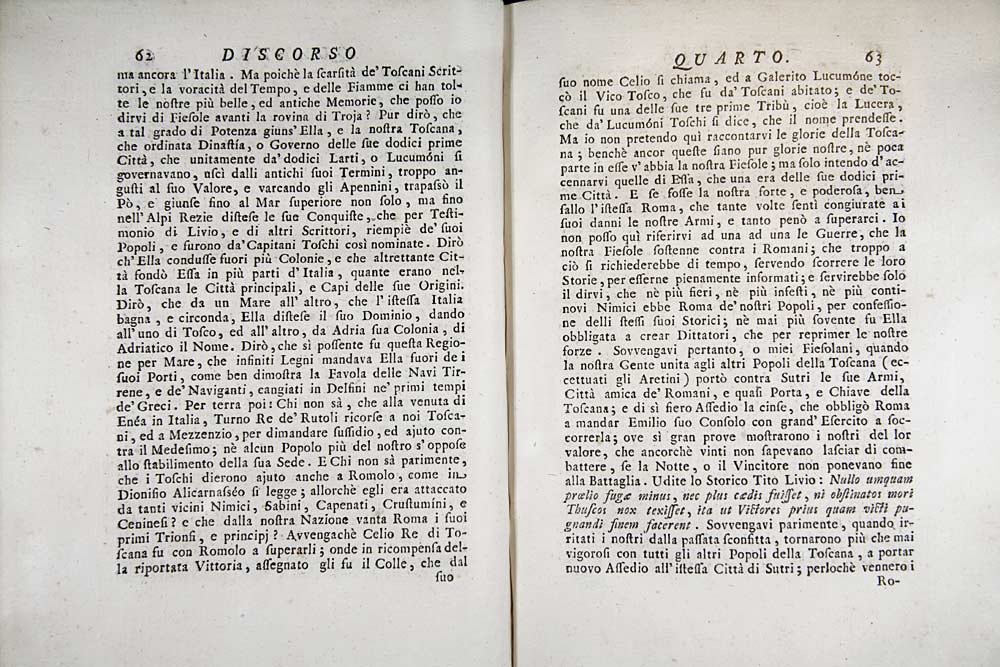 62 DISCORSO
ma ancora l'Italia. Ma poichè la ſcarſità de' Toſcani Scrit-
tori, e la voracità del Tempo, e delle Fiamme ci han tol-
te le noſtre più belle, ed antiche Memorie, che poſſo io
dirvi di Fieſole avanti la rovina di Troja? Pur dirò, che
a tal grado di Potenza giunſ' Ella, e la noſtra Toſcana,
che ordinata Dinaſtía, o Governo delle ſue dodici prime
Città, che unitamente da' dodici Larti, o Lucumóni ſi
governavano, uſcì dalli antichi ſuoi Termini, troppo an-
guſti al ſuo Valore, e varcando gli Apennini, trapaſsò il
Pò, e giunſe fino al Mar ſuperiore non ſolo, ma fino
nell' Alpi Rezie diſteſe le ſue Conquiſte, che per Teſti-
monio di Livio, e di altri Scrittori, riempiè de' ſuoi
Popoli, e furono da' Capitani Toſchi così nominate. Dirò
ch' Ella conduſſe fuori più Colonie, e che altrettante Cit-
tà fondò Eſſa in più parti d' Italia, quante erano nel-
la Toſcana le Città principali, e Capi delle ſue Origini.
Dirò, che da un Mare all' altro, che l' iſteſſa Italia
bagna, e circonda, Ella diſteſe il ſuo Dominio, dando
all' uno di Toſco, ed all' altro, da Adria ſua Colonia, di
Adriatico il Nome. Dirò, che sì poſſente fu queſta Regio-
ne per Mare, che infiniti Legni mandava Ella fuori de i
ſuoi Porti, come ben dimoſtra la Favola delle Navi Tir-
rene, e de' Naviganti, cangiati in Delfini ne' primi tempi
de' Greci. Per terra poi: Chi non sà, che alla venuta di
Enéa in Italia, Turno Re de' Rutoli ricorſe a noi Toſca-
ni, ed a Mezzenzio, per dimandare ſuſſidio, ed ajuto con-
tra il Medeſimo; nè alcun Popolo più del noſtro s' oppoſe
allo ſtabilimento della ſua Sede. E Chi non sà parimente,
che i Toſchi dierono ajuto anche a Romolo, come in
Dioniſio Alicarnaſséo ſi legge; allorchè egli era attaccato
da tanti vicini Nimici, Sabini, Capenati, Cruſtumíni, e
Cenineſi? e che dalla noſtra Nazione vanta Roma i ſuoi
primi Trionfi, e principj? Avvengachè Celio Re di To-
ſcana fu con Romolo a ſuperarli; onde in ricompenſa del-
la riportata Vittoria, aſſegnato gli fu il Colle, che dal
ſuo
QUARTO. 63
ſuo nome Celio ſi chiama, ed a Galerito Lucumóne toc-
cò il Vico Toſco, che fu da' Toſcani abitato; e de' To-
ſcani fu una delle ſue tre prime Tribù, cioè la Lucera,
che da' Lucumóni Toſchi ſi dice, che il nome prendeſſe.
Ma io non pretendo quì raccontarvi le glorie della Toſca-
na; benchè ancor queſte ſiano pur glorie noſtre, nè poca
parte in eſſe v' abbia la noſtra Fieſole; ma ſolo intendo d' ac-
cennarvi quelle di Eſſa, che una era delle ſue dodici pri-
me Città. E ſe foſſe la noſtra forte, e poderoſa, ben
ſallo l' iſteſſa Roma, che tante volte ſentì congiurate ai
ſuoi danni le noſtre Armi, e tanto penò a ſuperarci. Io
non poſſo quì riferirvi ad una ad una le Guerre, che la
noſtra Fieſole ſoſtenne contra i Romani; che troppo a
ciò ſi richiederebbe di tempo, ſervendo ſcorrere le loro
Storie, per eſſerne pienamente informati; e ſervirebbe ſolo
il dirvi, che nè più fieri, nè più infeſti, nè più conti-
novi Nimici ebbe Roma de' noſtri Popoli, per confeſſio-
ne delli ſteſſi ſuoi Storici; nè mai più ſovente fu Ella
obbligata a crear Dittatori, che per reprimere le noſtre
forze. Sovvengavi pertanto, o miei Fieſolani, quando
la noſtra Gente unita agli altri Popoli della Toſcana (ec-
cettuati gli Aretini) portò contra Sutri le ſue Armi,
Città amica de' Romani, e quaſi Porta, e Chiave della
Toſcana; e di sì fiero Aſſedio la cinſe, che obbligò Roma
a mandar Emilio ſuo Conſolo con grand' Eſercito a ſoc-
correrla; ove sì gran prove moſtrarono i noſtri del lor
valore, che ancorchè vinti non ſapevano laſciar di com-
battere, ſe la Notte, o il Vincitore non ponevano fine
alla Battaglia. Udite lo Storico Tito Livio: Nullo umquam
prœlio fugæ minus, nec plus cædis fuiſſet, ni obſtinatos mori
Thuſcos nox texiſſet, ita ut Victores prius quam victi pu-
gnandi finem facerent. Sovvengavi parimente, quando ir-
ritati i noſtri dalla paſſata ſconfitta, tornarono più che mai
vigoroſi con tutti gli altri Popoli della Toſcana, a portar
nuovo Aſſedio all' iſteſſa Città di Sutri; perlochè vennero i
Ro-